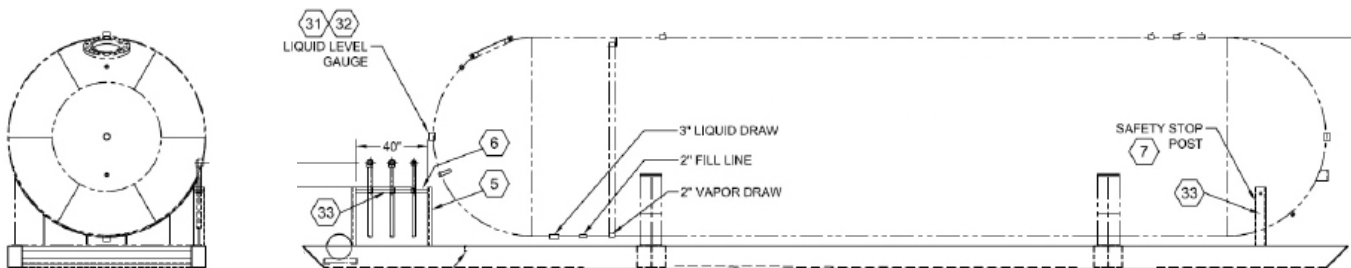 31 32
LIQUID LEVEL
GAUGE
40"
6
5
33
3" LIQUID DRAW
2" FILL LINE
2" VAPOR DRAW
SAFETY STOP
POST
7
33